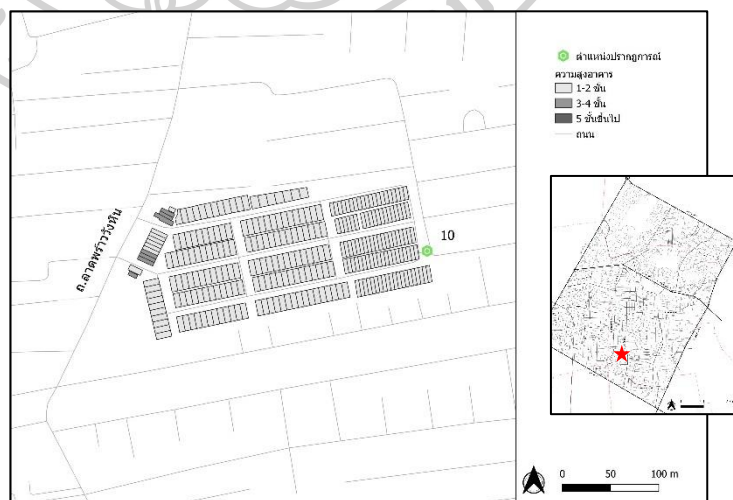 ตำแหน่งปรากฏการณ์
ความสูงอาคาร
1-2 ชั้น
3-4 ชั้น
5 ชั้นขึ้นไป
ถนน
10
ถ.ลาดพร้าววังหิน
0 50 100 m